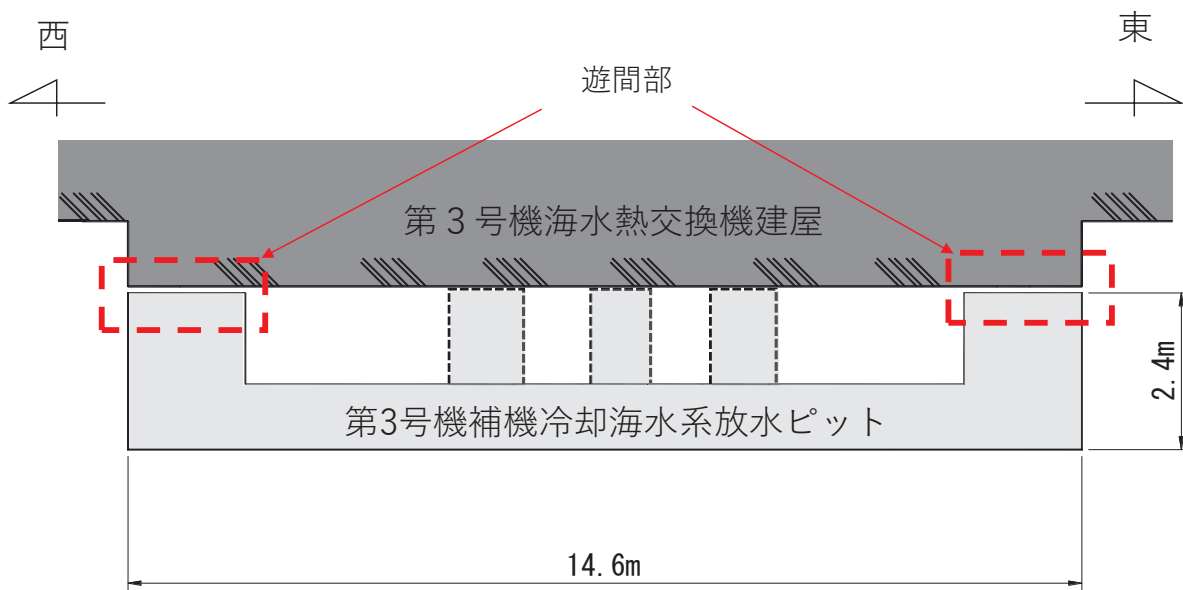 西
東
遊間部
第３号機海水熱交換機建屋
第3号機補機冷却海水系放水ピット
2.4m
14.6m